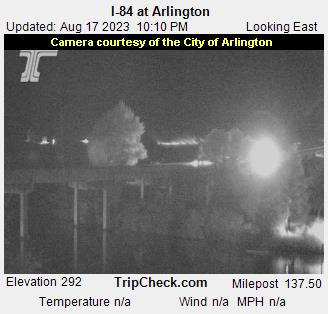 I-84 at Arlington
Updated: Aug 17 2023 10:10 PM Looking East
Camera courtesy of the City of Arlington
Elevation 292 TripCheck.com Milepost 137.50
Temperature n/a Wind n/a MPH n/a